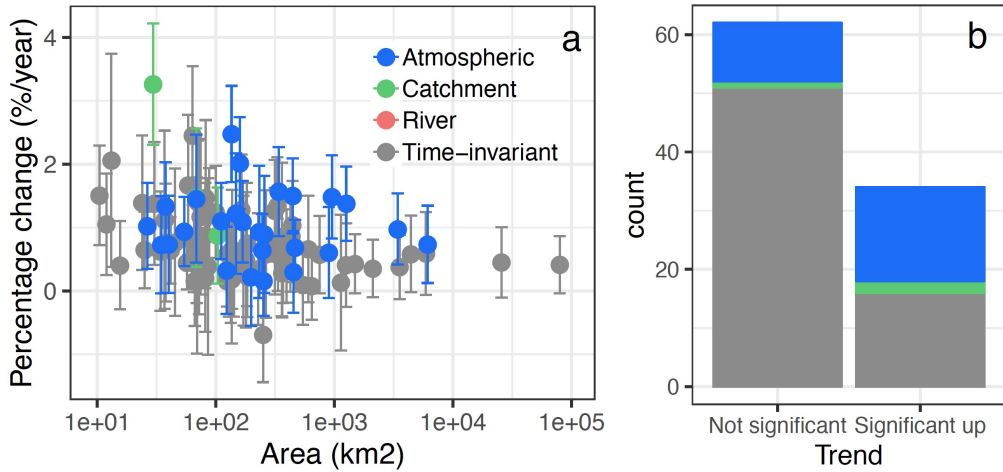 a
Percentage change (%/year)
4
2
0
Atmospheric
Catchment
River
Time−invariant
1e+01 1e+02 1e+03 1e+04 1e+05
Area (km2)
b
count
60
40
20
0
Not significant Significant up
Trend